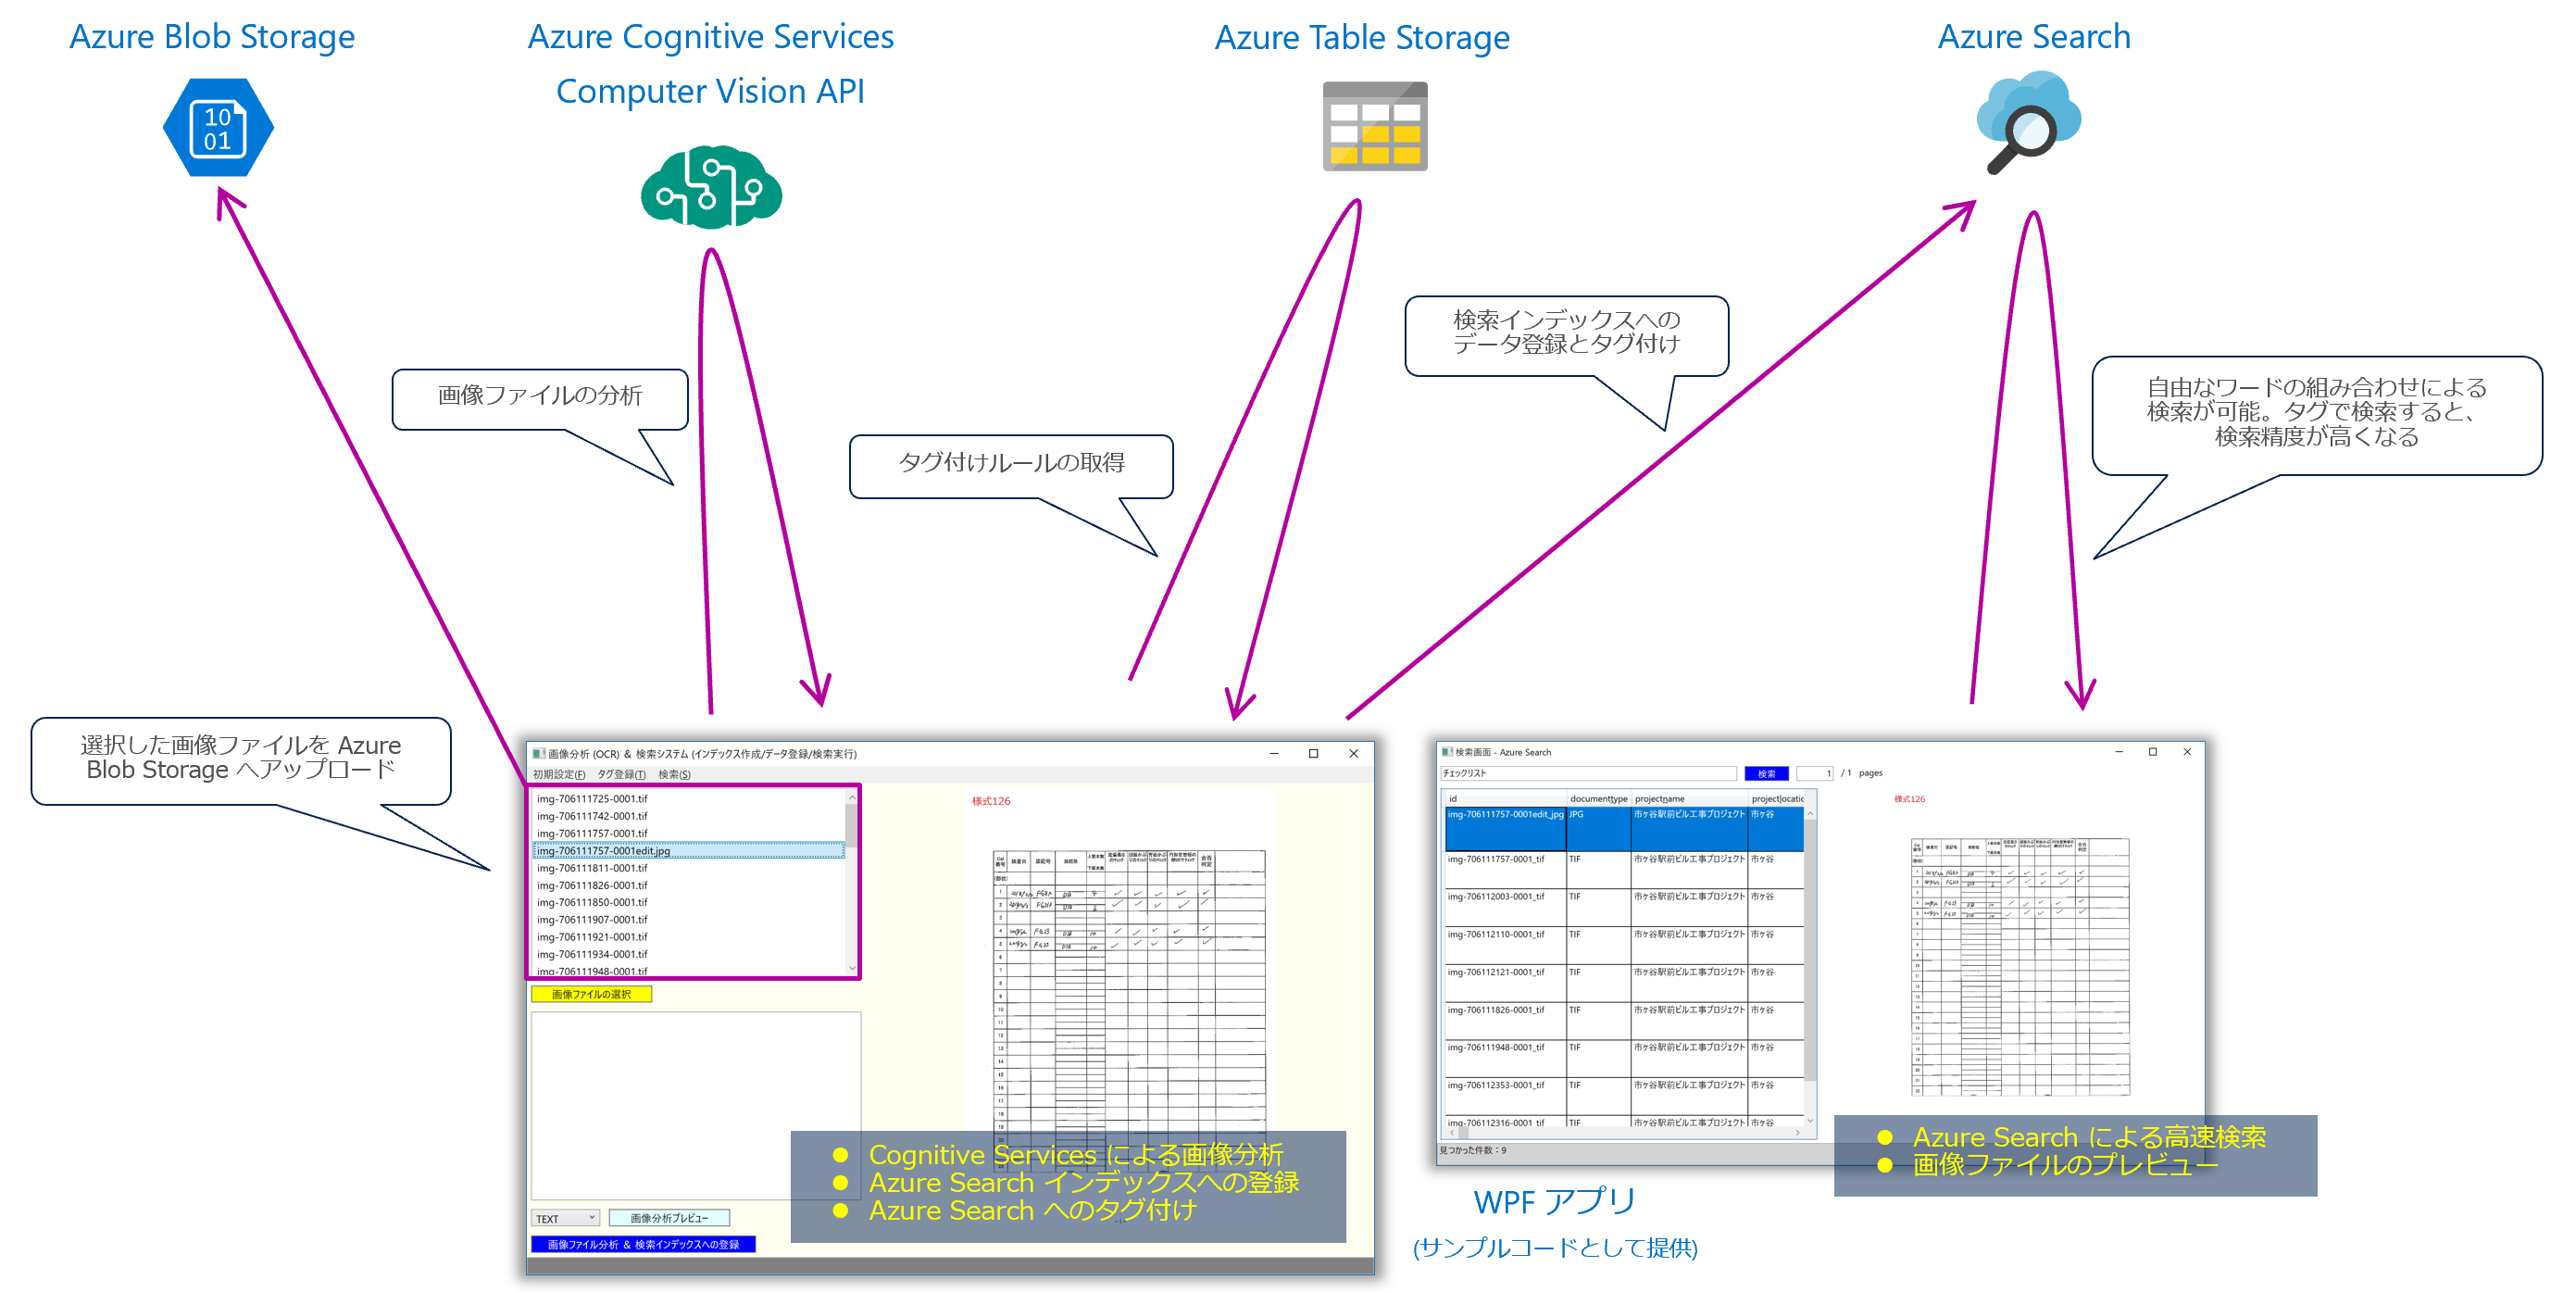 Azure Blob Storage
Azure Cognitive Services
Computer Vision API
Azure Table Storage
Azure Search
10
01
検索インデックスへの
データ登録とタグ付け
画像ファイルの分析
自由なワードの組み合わせによる
検索が可能。タグで検索すると、
検索精度が高くなる
タグ付けルールの取得
選択した画像ファイルを Azure
Blob Storage へアップロード
画像分析 (OCR) & 検索システム (インデックス作成/データ登録/検索実行)
初期設定(F) タグ登録(T) 検索(S)
img-706111725-0001.tif
img-706111742-0001.tif
img-706111757-0001.tif
img-706111757-0001edit.jpg
img-706111811-0001.tif
img-706111826-0001.tif
img-706111850-0001.tif
img-706111907-0001.tif
img-706111921-0001.tif
img-706111934-0001.tif
img-706111948-0001.tif
画像ファイルの選択
TEXT
画像分析プレビュー
画像ファイル分析 & 検索インデックスへの登録
様式126
Cognitive Services による画像分析
Azure Search インデックスへの登録
Azure Search へのタグ付け
検索画面 - Azure Search
チェックリスト 検索 1 / 1 pages
id documenttype projectname projectlocatic
img-706111757-0001edit_jpg JPG 市ヶ谷駅前ビル工事プロジェクト 市ヶ谷
img-706111757-0001_tif TIF 市ヶ谷駅前ビル工事プロジェクト 市ヶ谷
img-706112003-0001_tif TIF 市ヶ谷駅前ビル工事プロジェクト 市ヶ谷
img-706112110-0001_tif TIF 市ヶ谷駅前ビル工事プロジェクト 市ヶ谷
img-706112121-0001_tif TIF 市ヶ谷駅前ビル工事プロジェクト 市ヶ谷
img-706111826-0001_tif TIF 市ヶ谷駅前ビル工事プロジェクト 市ヶ谷
img-706111948-0001_tif TIF 市ヶ谷駅前ビル工事プロジェクト 市ヶ谷
img-706112353-0001_tif TIF 市ヶ谷駅前ビル工事プロジェクト 市ヶ谷
img-706112316-0001_tif TIF 市ヶ谷駅前ビル工事プロジェクト 市ヶ谷
見つかった件数：9
様式126
Azure Search による高速検索
画像ファイルのプレビュー
WPF アプリ
(サンプルコードとして提供)